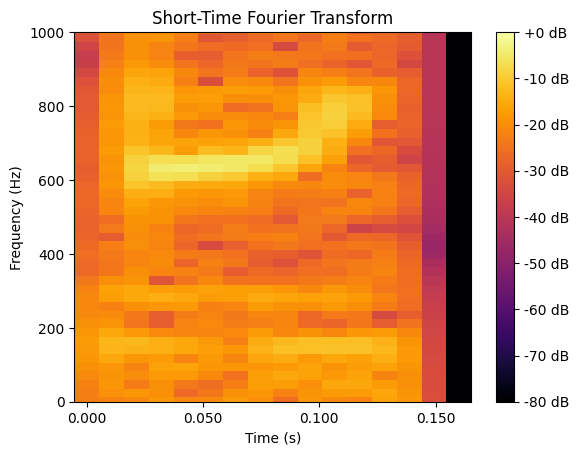 Short-Time Fourier Transform
Frequency (Hz)
1000
800
600
400
200
0
0.000 0.050 0.100 0.150
Time (s)
+0 dB
-10 dB
-20 dB
-30 dB
-40 dB
-50 dB
-60 dB
-70 dB
-80 dB